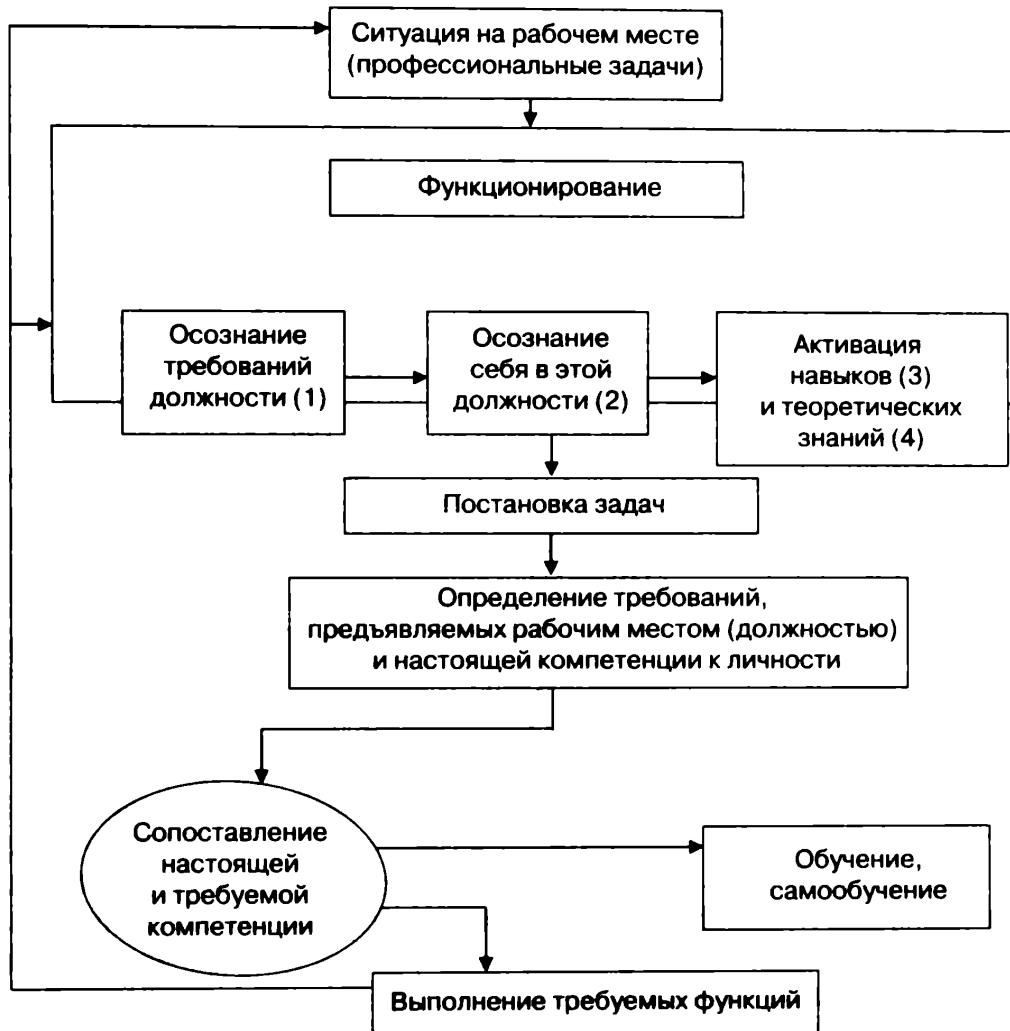 Ситуация на рабочем месте
(профессиональные задачи)
Функционирование
Осознание
требований
должности (1)
Осознание
себя в этой
должности (2)
Активация
навыков (3)
и теоретических
знаний (4)
Постановка задач
Определение требований,
предъявляемых рабочим местом (должностью)
и настоящей компетенции к личности
Сопоставление
настоящей
и требуемой
компетенции
Обучение,
самообучение
Выполнение требуемых функций